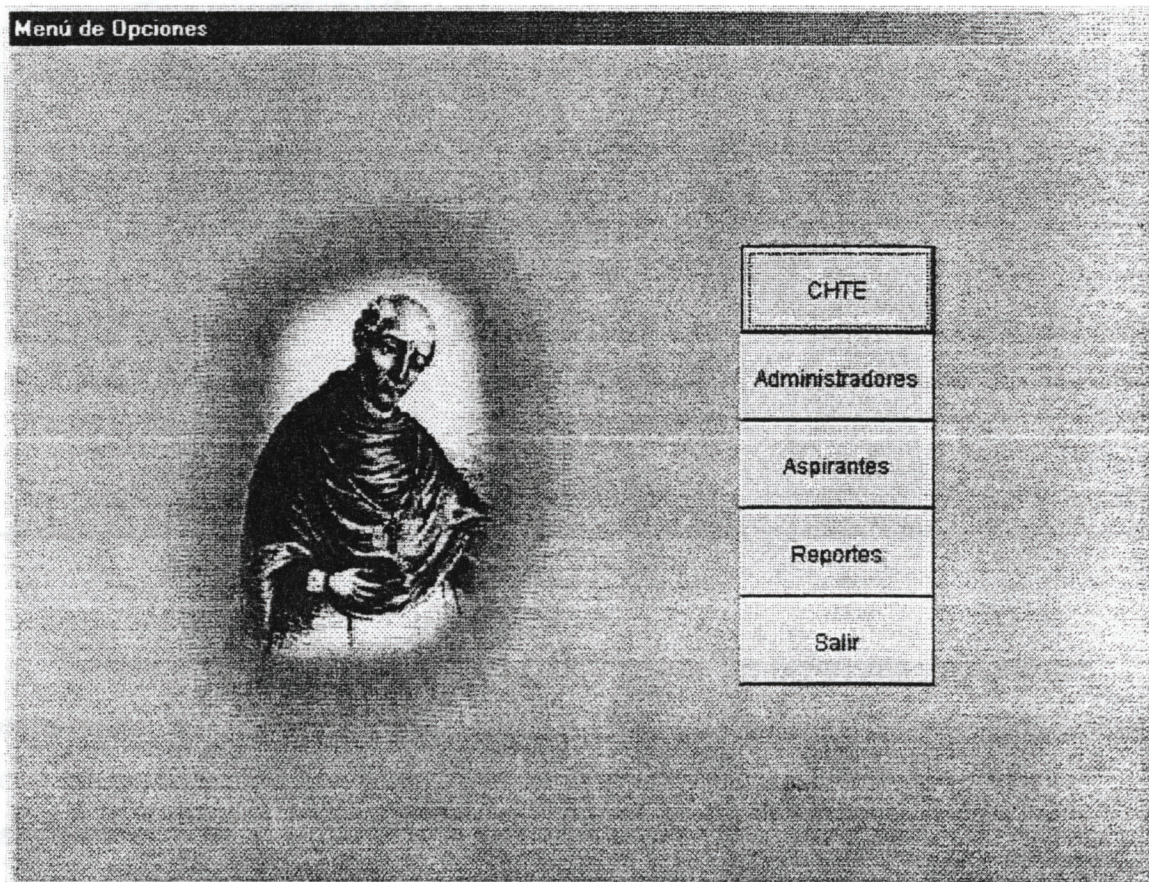 Menú de Opciones
CHTE
Administradores
Aspirantes
Reportes
Salir